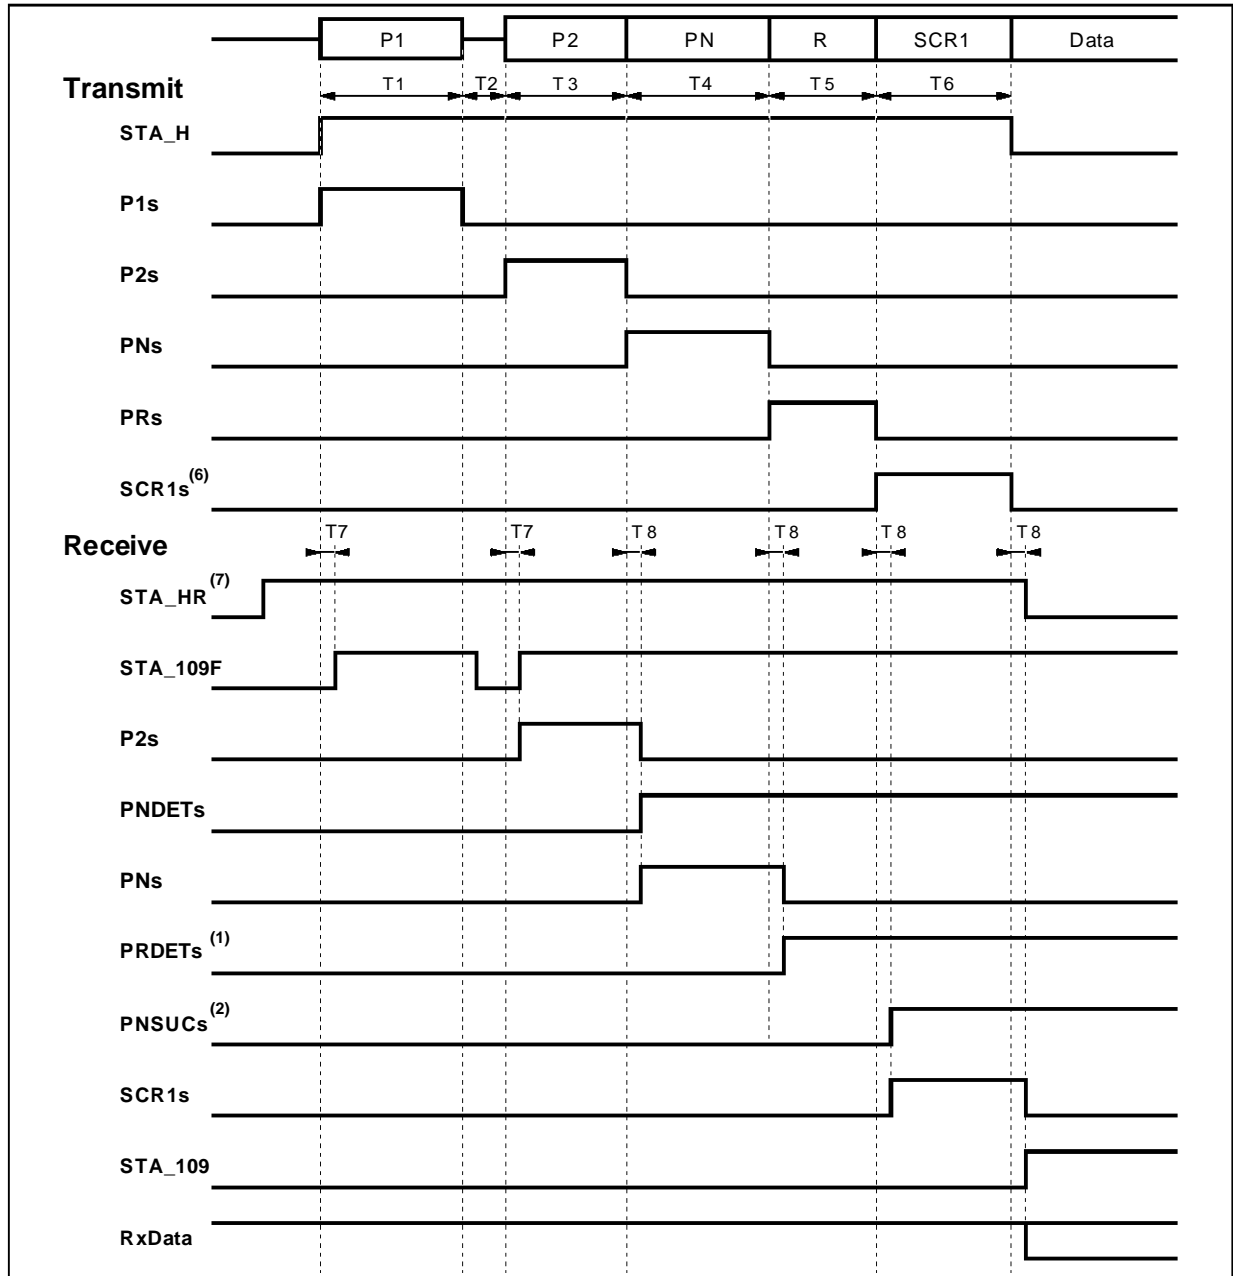 P1 P2 PN R SCR1 Data
Transmit
T1 T2 T3 T4 T5 T6
STA_H
P1s
P2s
PNs
PRs
SCR1s(6)
Receive
T7 T7 T8 T8 T8 T8
STA_HR(7)
STA_109F
P2s
PNDETs
PNs
PRDETs (1)
PNSUCs(2)
SCR1s
STA_109
RxData